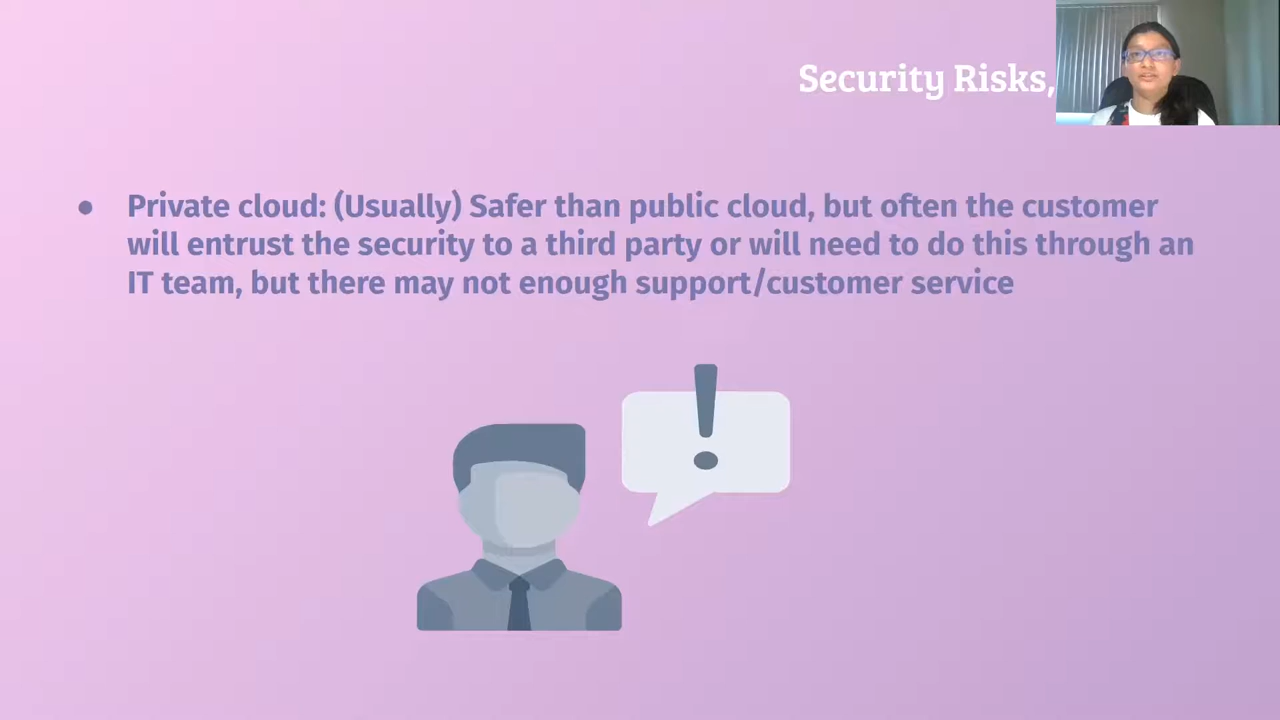 Security Risks,
● Private cloud: (Usually) Safer than public cloud, but often the customer
will entrust the security to a third party or will need to do this through an
IT team, but there may not enough support/customer service
!